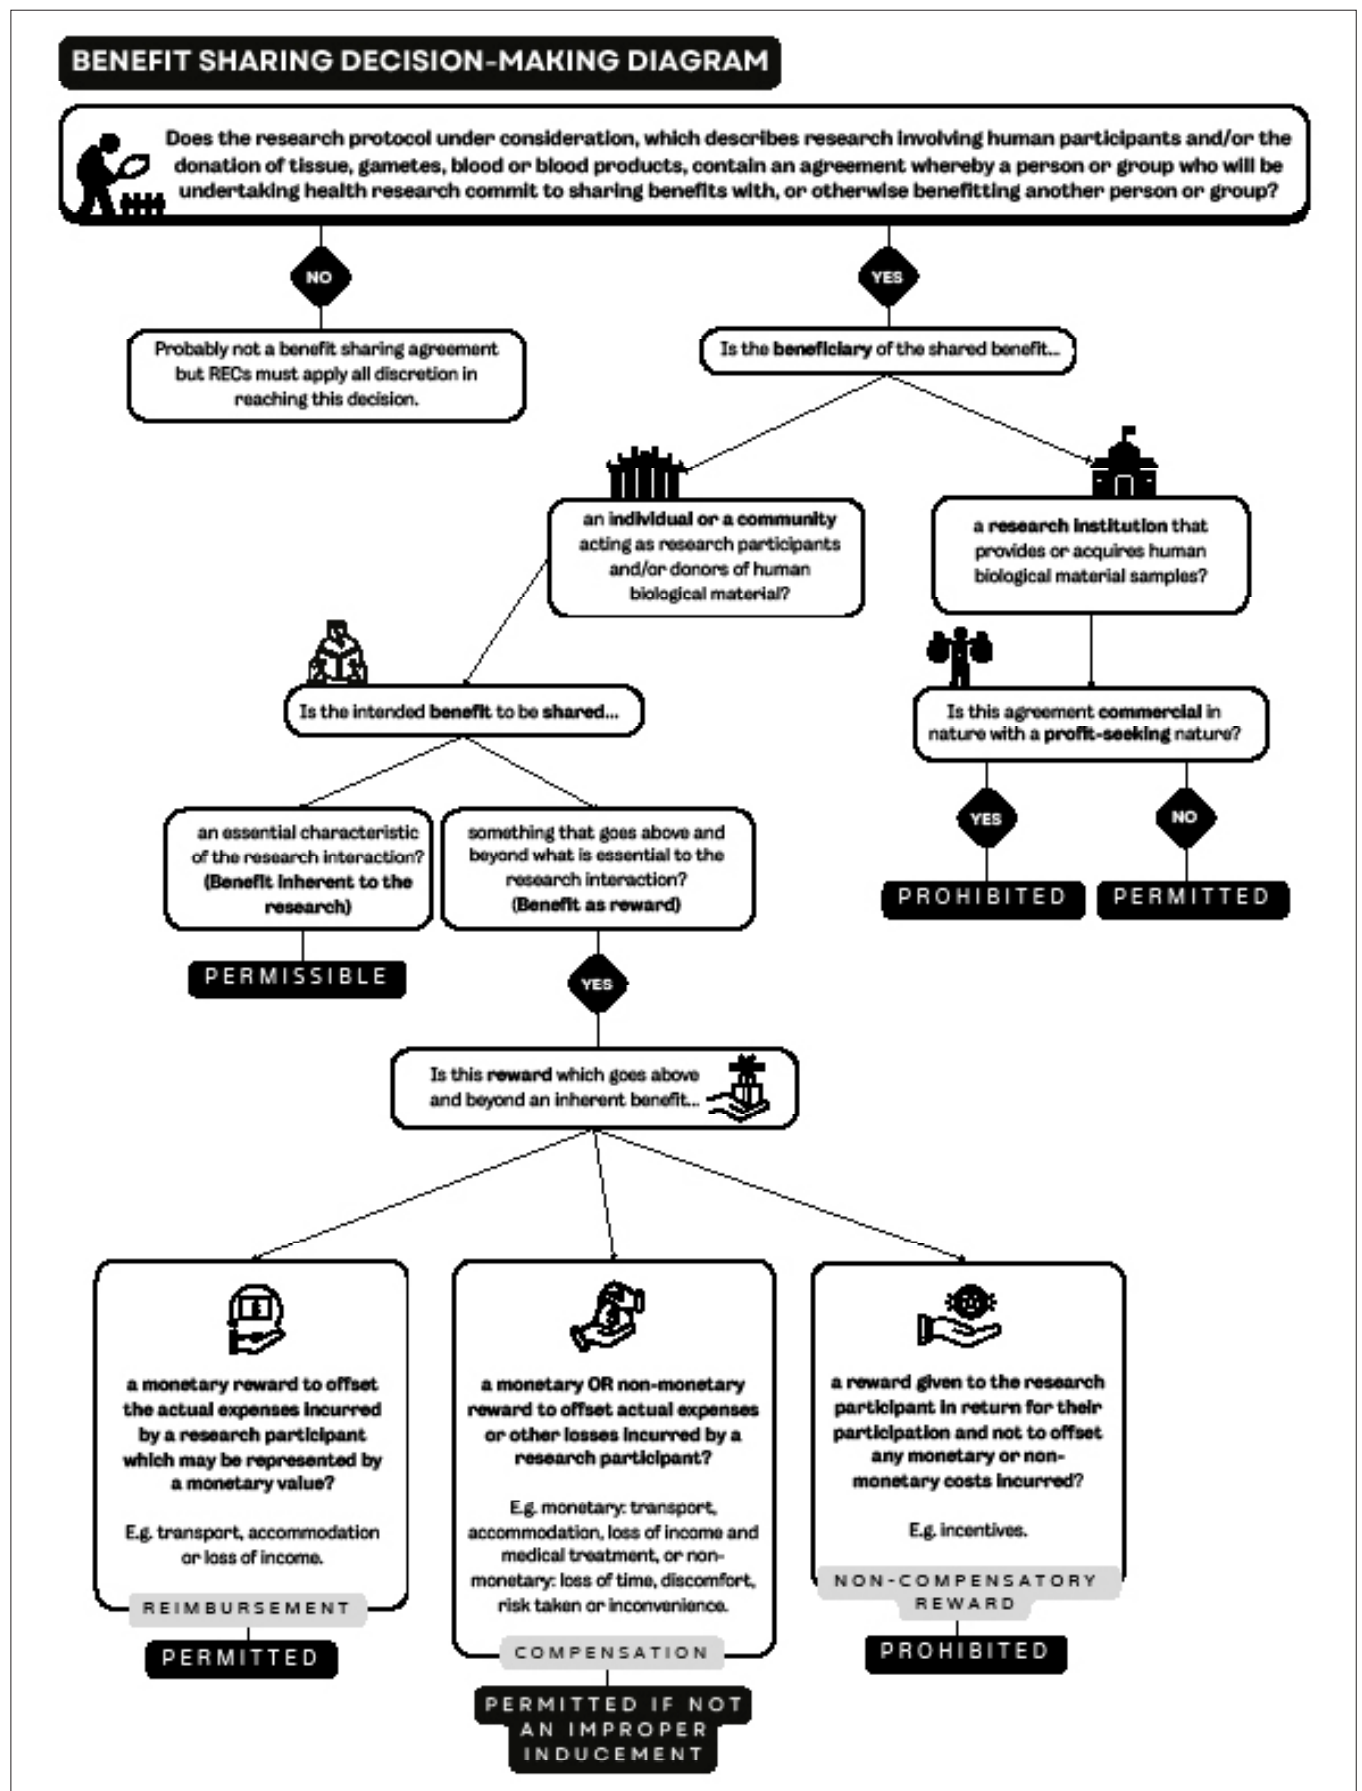 BENEFIT SHARING DECISION-MAKING DIAGRAM
Does the research protocol under consideration, which describes research involving human participants and/or the
donation of tissue, gametes, blood or blood products, contain an agreement whereby a person or group who will be
undertaking health research commit to sharing benefits with, or otherwise benefitting another person or group?
NO
YES
Probably not a benefit sharing agreement
but RECs must apply all discretion in
reaching this decision.
Is the beneficiary of the shared benefit...
an individual or a community
acting as research participants
and/or donors of human
biological material?
a research institution that
provides or acquires human
biological material samples?
Is the intended benefit to be shared...
Is this agreement commercial in
nature with a profit-seeking nature?
an essential characteristic
of the research interaction?
(Benefit inherent to the
research)
something that goes above and
beyond what is essential to the
research interaction?
(Benefit as reward)
YES
NO
PROHIBITED
PERMITTED
PERMISSIBLE
YES
Is this reward which goes above
and beyond an inherent benefit...
a monetary reward to offset
the actual expenses incurred
by a research participant
which may be represented by
a monetary value?
E.g. transport, accommodation
or loss of income.
REIMBURSEMENT
PERMITTED
a monetary OR non-monetary
reward to offset actual expenses
or other losses incurred by a
research participant?
E.g. monetary: transport,
accommodation, loss of income and
medical treatment, or non-
monetary: loss of time, discomfort,
risk taken or inconvenience.
COMPENSATION
PERMITTED IF NOT
AN IMPROPER
INDUCEMENT
a reward given to the research
participant in return for their
participation and not to offset
any monetary or non-
monetary costs incurred?
E.g. incentives.
NON-COMPENSATORY
REWARD
PROHIBITED